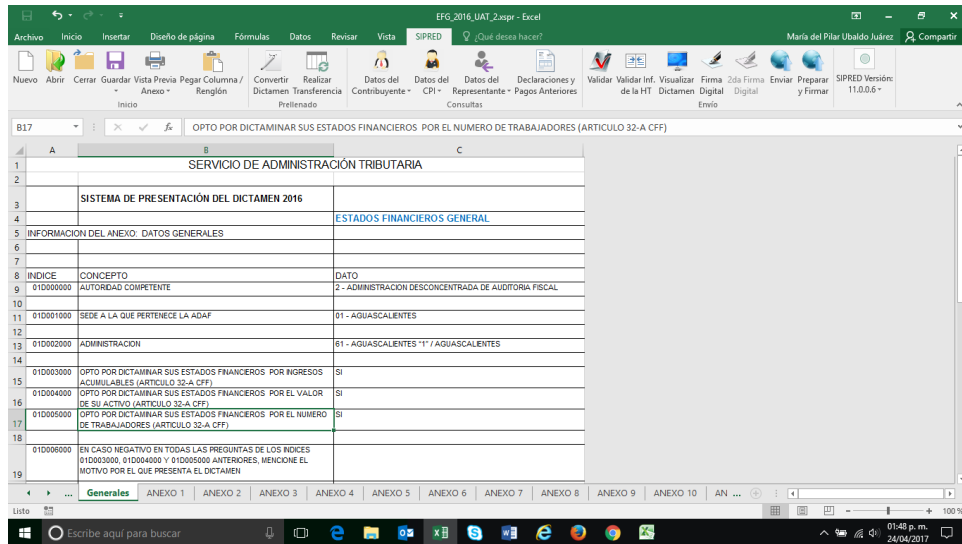 EFG_2016_UAT_2.xspr - Excel
Archivo Inicio Insertar Diseño de página Fórmulas Datos Revisar Vista SIPRED ¿Qué desea hacer? María del Pilar Ubaldo Juárez Compartir
Nuevo Abrir Cerrar Guardar Vista Previa Pegar Columna / Convertir Realizar Datos del Datos del Datos del Declaraciones y Validar Validar Inf. Visualizar Firma 2da Firma Enviar Preparar SIPRED Versión:
Anexo Renglón Dictamen Transferencia Contribuyente CPI Representante Pagos Anteriores de la HT Dictamen Digital Digital y Firmar 11.0.0.6
Inicio Prellenado Consultas Envío
B17 fx OPTO POR DICTAMINAR SUS ESTADOS FINANCIEROS POR EL NUMERO DE TRABAJADORES (ARTICULO 32-A CFF)
A B C
1 SERVICIO DE ADMINISTRACIÓN TRIBUTARIA
2
3 SISTEMA DE PRESENTACIÓN DEL DICTAMEN 2016
4 ESTADOS FINANCIEROS GENERAL
5 INFORMACION DEL ANEXO: DATOS GENERALES
6
7
8 INDICE CONCEPTO DATO
9 01D000000 AUTORIDAD COMPETENTE 2 - ADMINISTRACION DESCONCENTRADA DE AUDITORIA FISCAL
10
11 01D001000 SEDE A LA QUE PERTENECE LA ADAF 01 - AGUASCALIENTES
12
13 01D002000 ADMINISTRACION 61 - AGUASCALIENTES "1" / AGUASCALIENTES
14
01D003000 OPTO POR DICTAMINAR SUS ESTADOS FINANCIEROS POR INGRESOS SI
15 ACUMULABLES (ARTICULO 32-A CFF)
01D004000 OPTO POR DICTAMINAR SUS ESTADOS FINANCIEROS POR EL VALOR SI
16 DE SU ACTIVO (ARTICULO 32-A CFF)
01D005000 OPTO POR DICTAMINAR SUS ESTADOS FINANCIEROS POR EL NUMERO SI
17 DE TRABAJADORES (ARTICULO 32-A CFF)
18
01D006000 EN CASO NEGATIVO EN TODAS LAS PREGUNTAS DE LOS INDICES
01D003000, 01D004000 Y 01D005000 ANTERIORES, MENCIONE EL
19 MOTIVO POR EL QUE PRESENTA EL DICTAMEN
... Generales ANEXO 1 ANEXO 2 ANEXO 3 ANEXO 4 ANEXO 5 ANEXO 6 ANEXO 7 ANEXO 8 ANEXO 9 ANEXO 10 AN ...
Listo 100 %
Escribe aquí para buscar 01:48 p. m.
24/04/2017